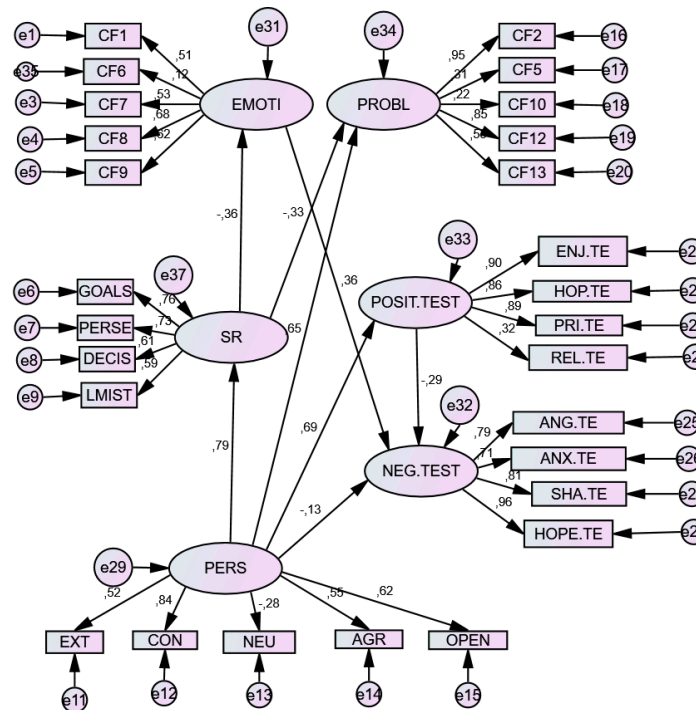 e1
CF1
,51
e31
e34
,95
CF2
e16
e35
CF6
,12
,31
CF5
e17
e3
CF7
,53
EMOTI
PROBL
,22
CF10
e18
e4
CF8
,68
,85
CF12
e19
e5
CF9
CF13
e20
-,36
-,33
e33
ENJ.TE
,90
e37
,36
HOP.TE
,86
e6
GOALS
,76
POSIT.TEST
,89
PRI.TE
e7
PERSE
,73
SR
,32
REL.TE
e8
DECIS
,61
e9
LMIST
,59
65
-,29
e32
,79
ANG.TE
e25
,69
,71
ANX.TE
,79
NEG.TEST
,81
SHA.TE
-,13
,96
HOPE.TE
e29
PERS
,52
,84
-,28
,55
,62
EXT
CON
NEU
AGR
OPEN
e11
e12
e13
e14
e15